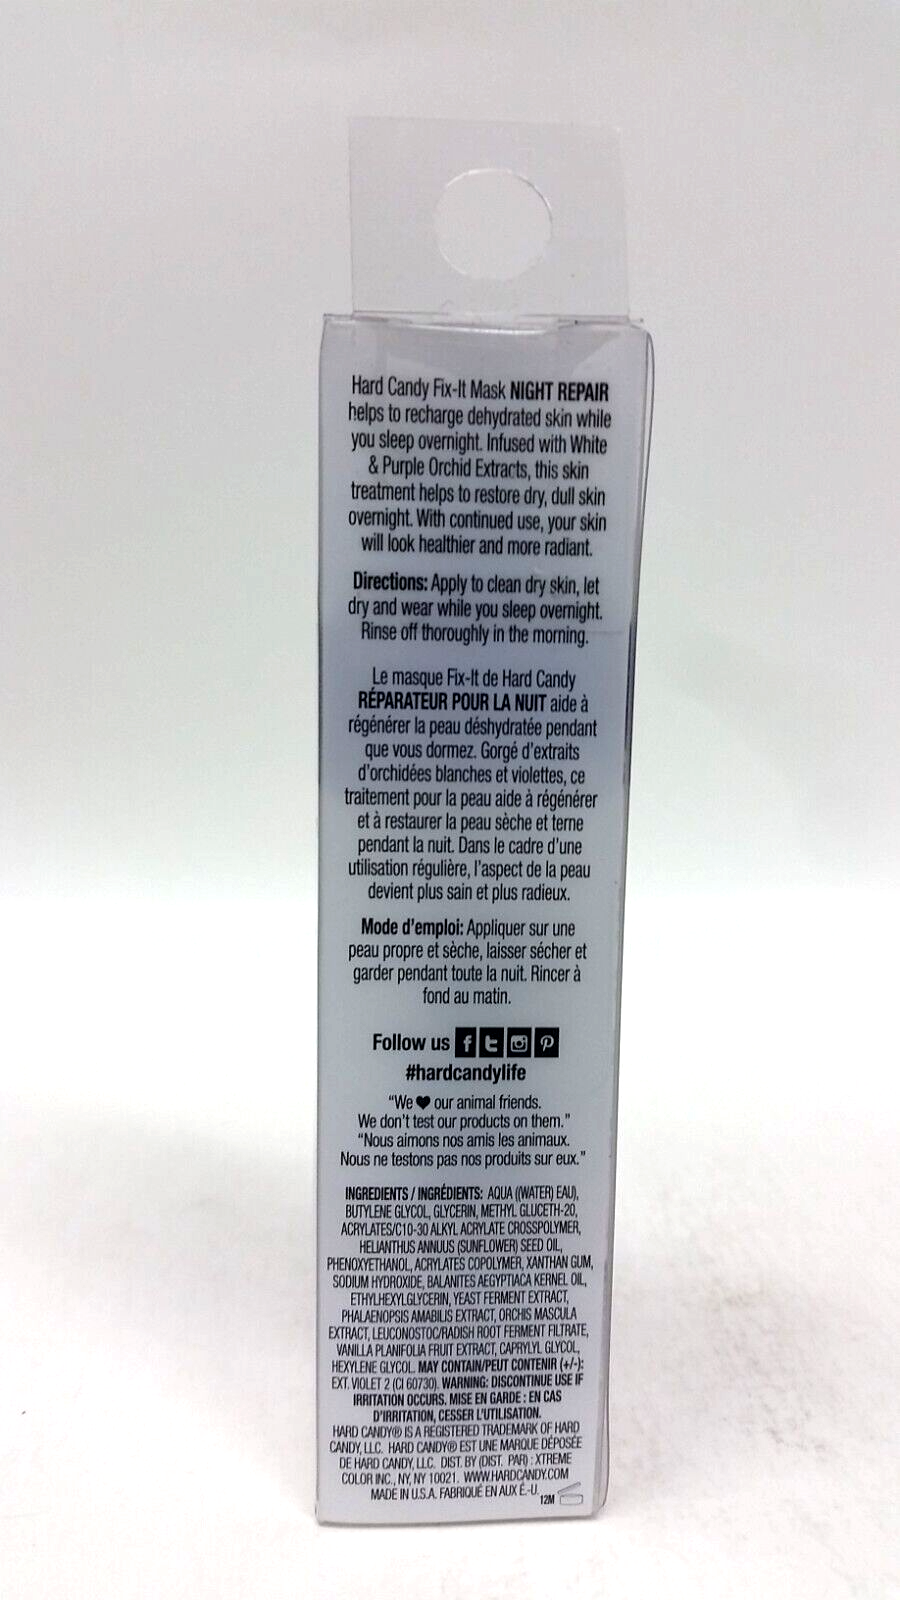 Hard Candy Fix-It Mask NIGHT REPAIR
helps to recharge dehydrated skin while
you sleep overnight. Infused with White
& Purple Orchid Extracts, this skin
treatment helps to restore dry, dull skin
overnight. With continued use, your skin
will look healthier and more radiant.
Directions: Apply to clean dry skin, let
dry and wear while you sleep overnight.
Rinse off thoroughly in the morning.
Le masque Fix-It de Hard Candy
RÉPARATEUR POUR LA NUIT aide à
régénérer la peau déshydratée pendant
que vous dormez. Gorgé d'extraits
d'orchidées blanches et violettes, ce
traitement pour la peau aide à régénérer
et à restaurer la peau sèche et terne
pendant la nuit. Dans le cadre d'une
utilisation régulière, l'aspect de la peau
devient plus sain et plus radieux.
Mode d'emploi: Appliquer sur une
peau propre et sèche, laisser sécher et
garder pendant toute la nuit. Rincer à
fond au matin.
Follow us
#hardcandylife
"We ♥ our animal friends.
We don't test our products on them."
"Nous aimons nos amis les animaux.
Nous ne testons pas nos produits sur eux."
INGREDIENTS / INGRÉDIENTS: AQUA ((WATER) EAU),
BUTYLENE GLYCOL, GLYCERIN, METHYL GLUCETH-20,
ACRYLATES/C10-30 ALKYL ACRYLATE CROSSPOLYMER,
HELIANTHUS ANNUUS (SUNFLOWER) SEED OIL,
PHENOXYETHANOL, ACRYLATES COPOLYMER, XANTHAN GUM,
SODIUM HYDROXIDE, BALANITES AEGYPTIACA KERNEL OIL,
ETHYLHEXYLGLYCERIN, YEAST FERMENT EXTRACT,
PHALAENOPSIS AMABILIS EXTRACT, ORCHIS MASCULA
EXTRACT, LEUCONOSTOC/RADISH ROOT FERMENT FILTRATE,
VANILLA PLANIFOLIA FRUIT EXTRACT, CAPRYLYL GLYCOL,
HEXYLENE GLYCOL. MAY CONTAIN/PEUT CONTENIR (+/-):
EXT. VIOLET 2 (CI 60730). WARNING: DISCONTINUE USE IF
IRRITATION OCCURS. MISE EN GARDE : EN CAS
D'IRRITATION, CESSER L'UTILISATION.
HARD CANDY® IS A REGISTERED TRADEMARK OF HARD
CANDY, LLC. HARD CANDY® EST UNE MARQUE DÉPOSÉE
DE HARD CANDY, LLC. DIST. BY (DIST. PAR) : XTREME
COLOR INC., NY, NY 10021. WWW.HARDCANDY.COM
MADE IN U.S.A. FABRIQUÉ EN AUX É.-U. 12M